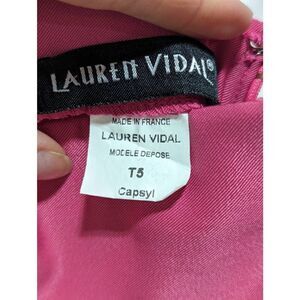 LAUREN VIDAL®
MADE IN FRANCE
LAUREN VIDAL
MODELE DEPOSE
T5
Capsyl